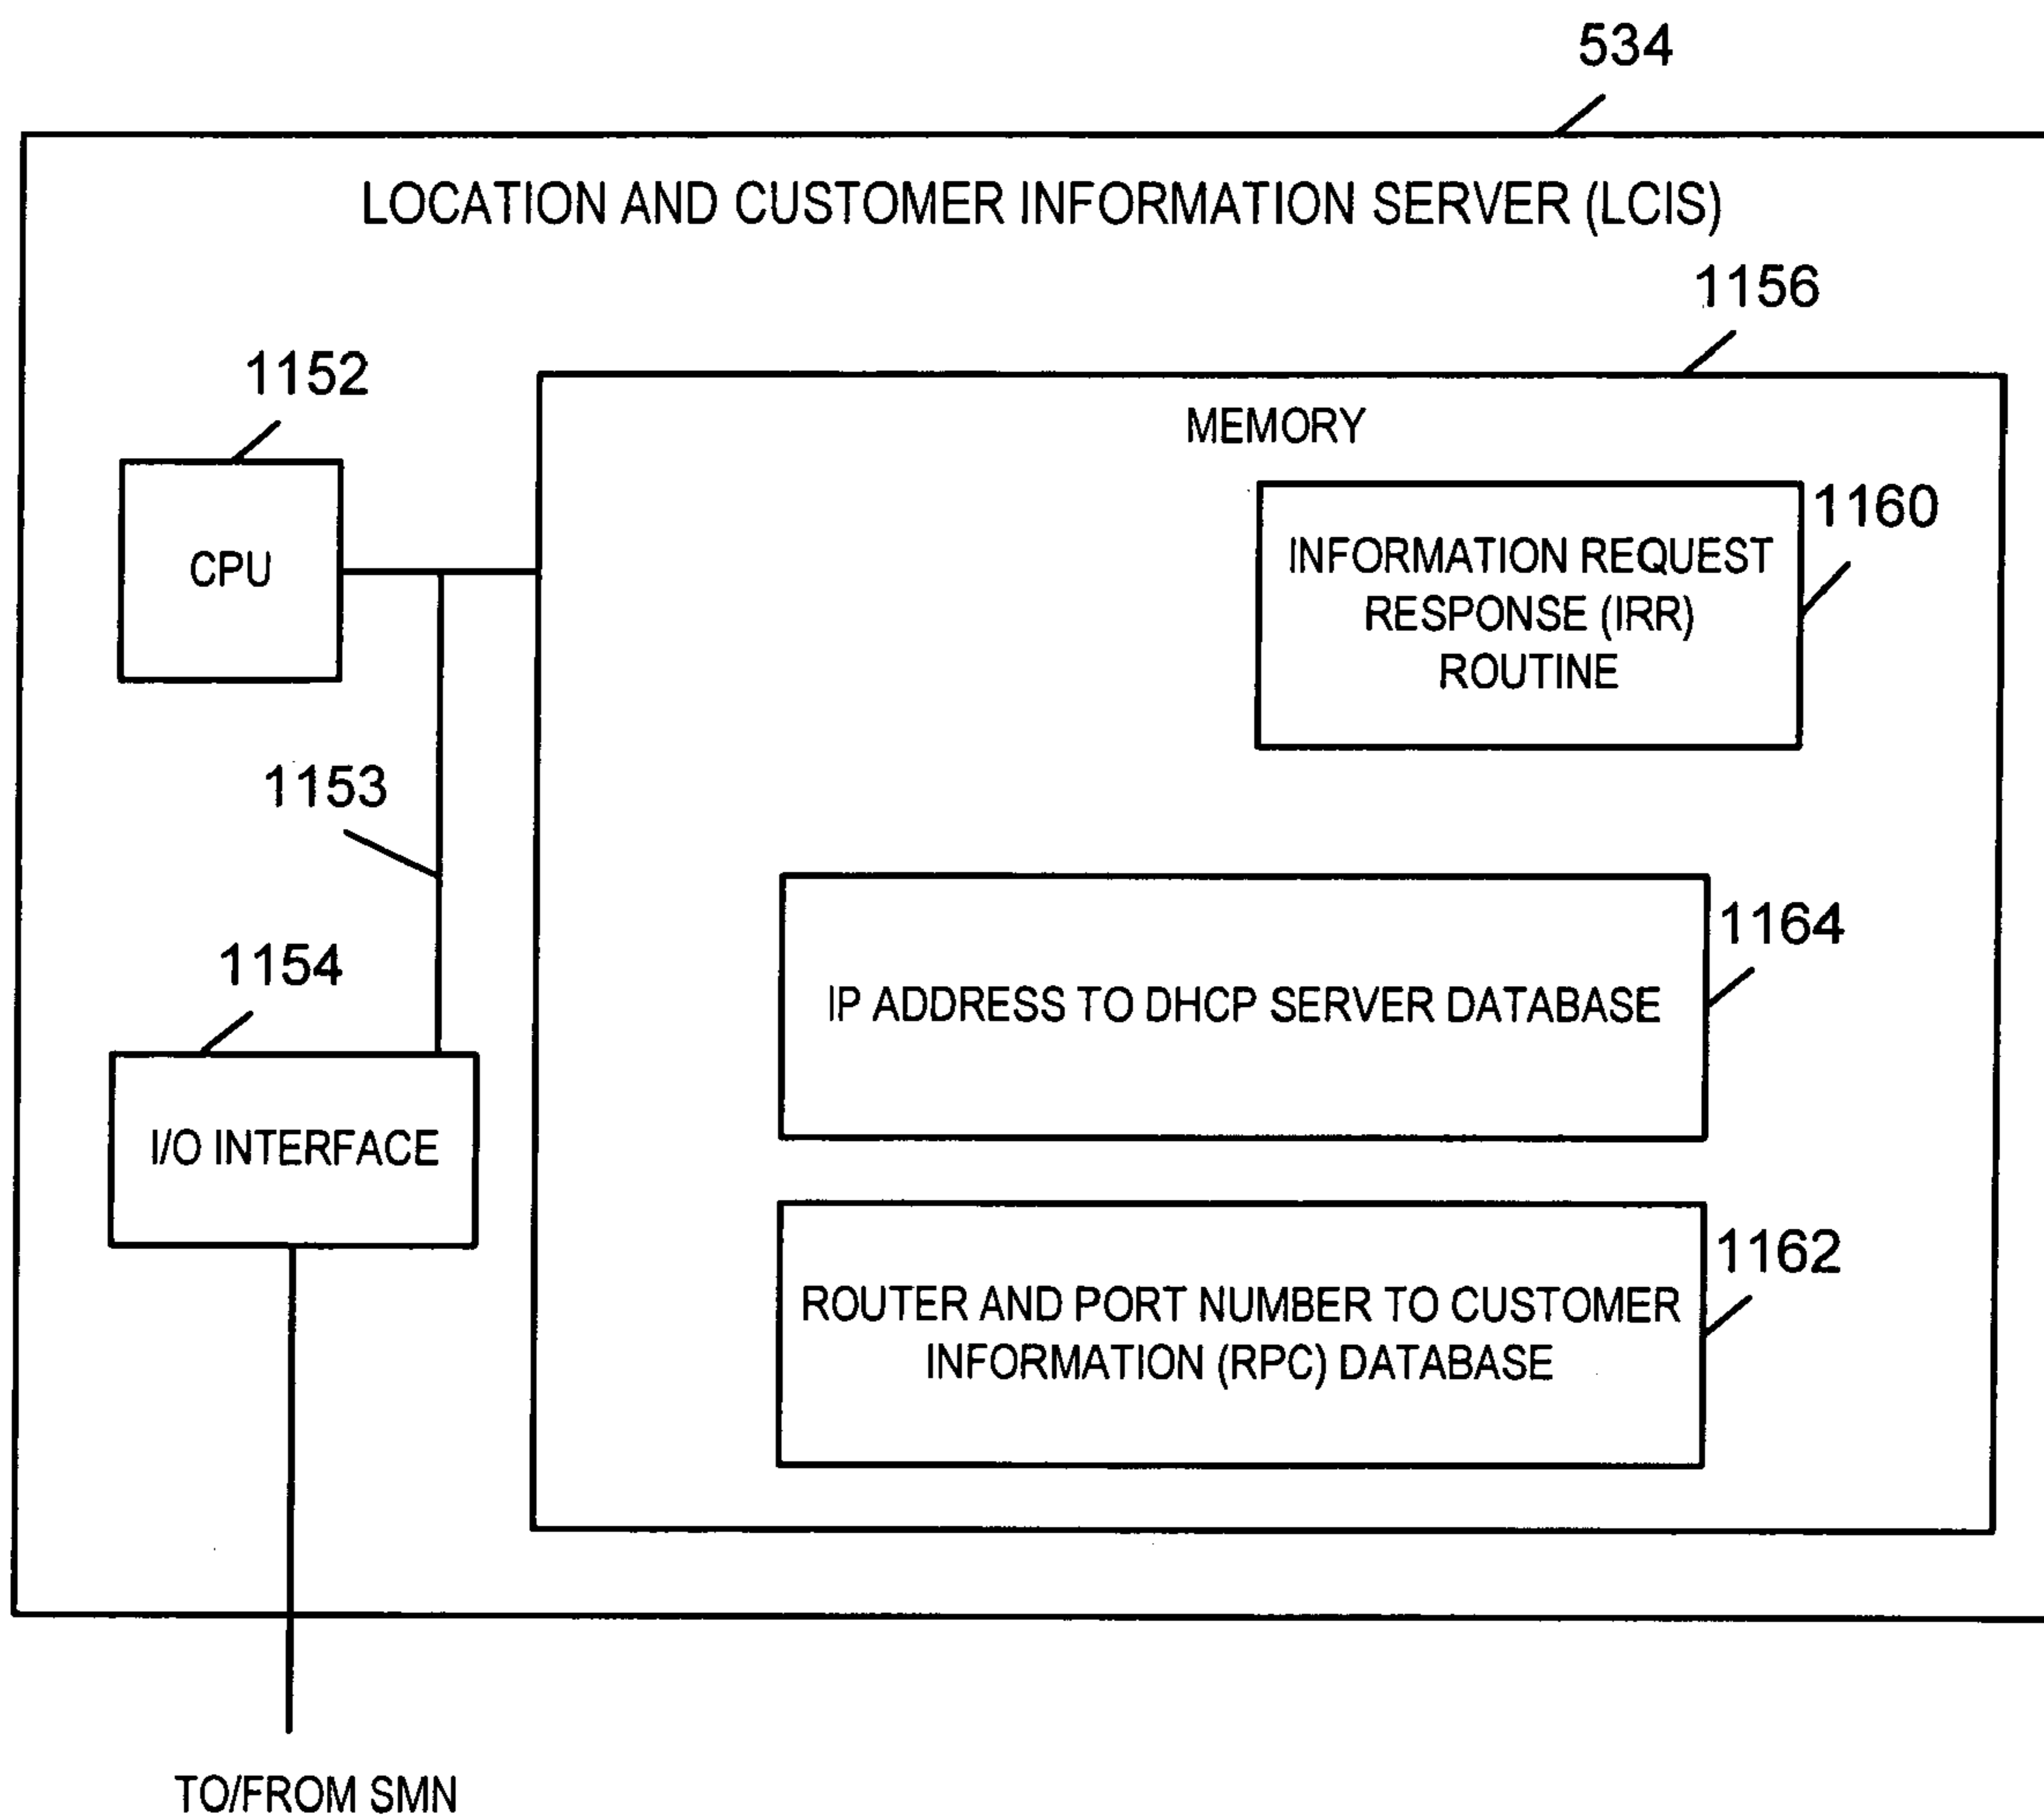 534
LOCATION AND CUSTOMER INFORMATION SERVER (LCIS)
1156
1152
MEMORY
1160
CPU
INFORMATION REQUEST
RESPONSE (IRR)
ROUTINE
1153
1164
1154
IP ADDRESS TO DHCP SERVER DATABASE
I/O INTERFACE
1162
ROUTER AND PORT NUMBER TO CUSTOMER
INFORMATION (RPC) DATABASE
TO/FROM SMN